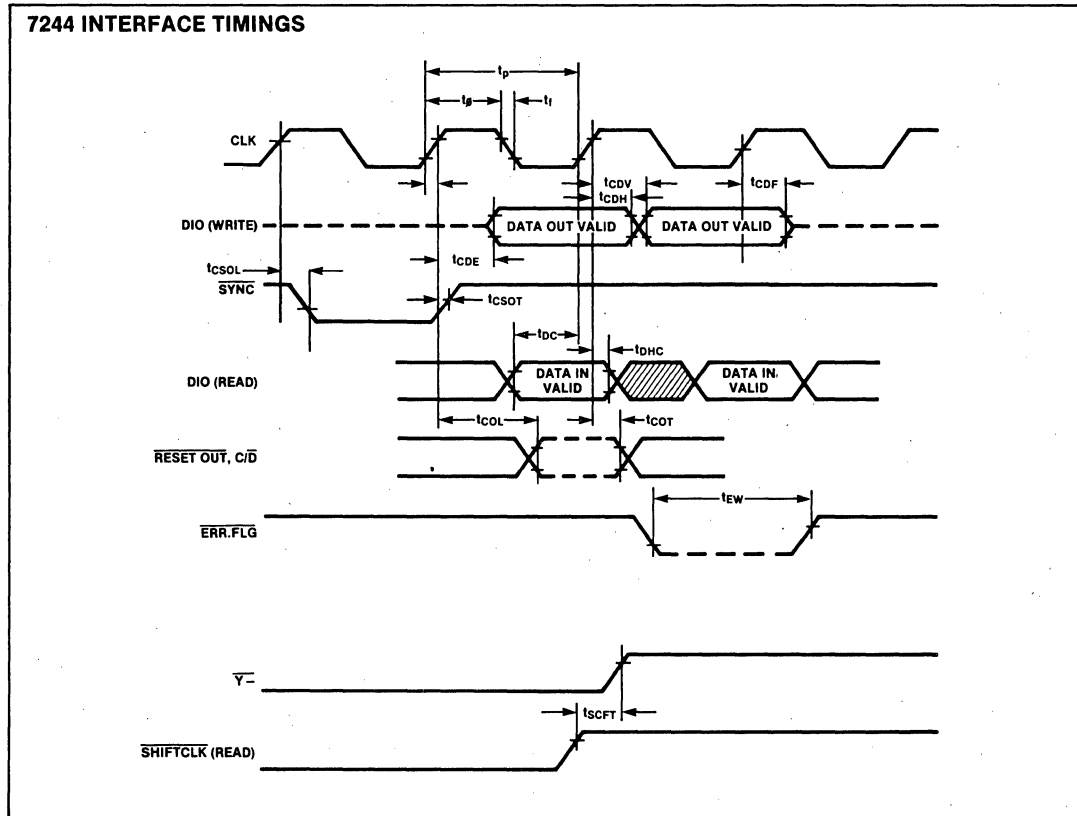 7244 INTERFACE TIMINGS
tp
tø
tf
CLK
tCDV
tCDF
tCDH
DIO (WRITE)
DATA OUT VALID
DATA OUT VALID
tCDE
tCSOL
SYNC
tCSOT
tDC
tDHC
DIO (READ)
DATA IN VALID
DATA IN VALID
tCOL
tCOT
RESET OUT, C/D
tEW
ERR.FLG
Y–
tSCFT
SHIFTCLK (READ)